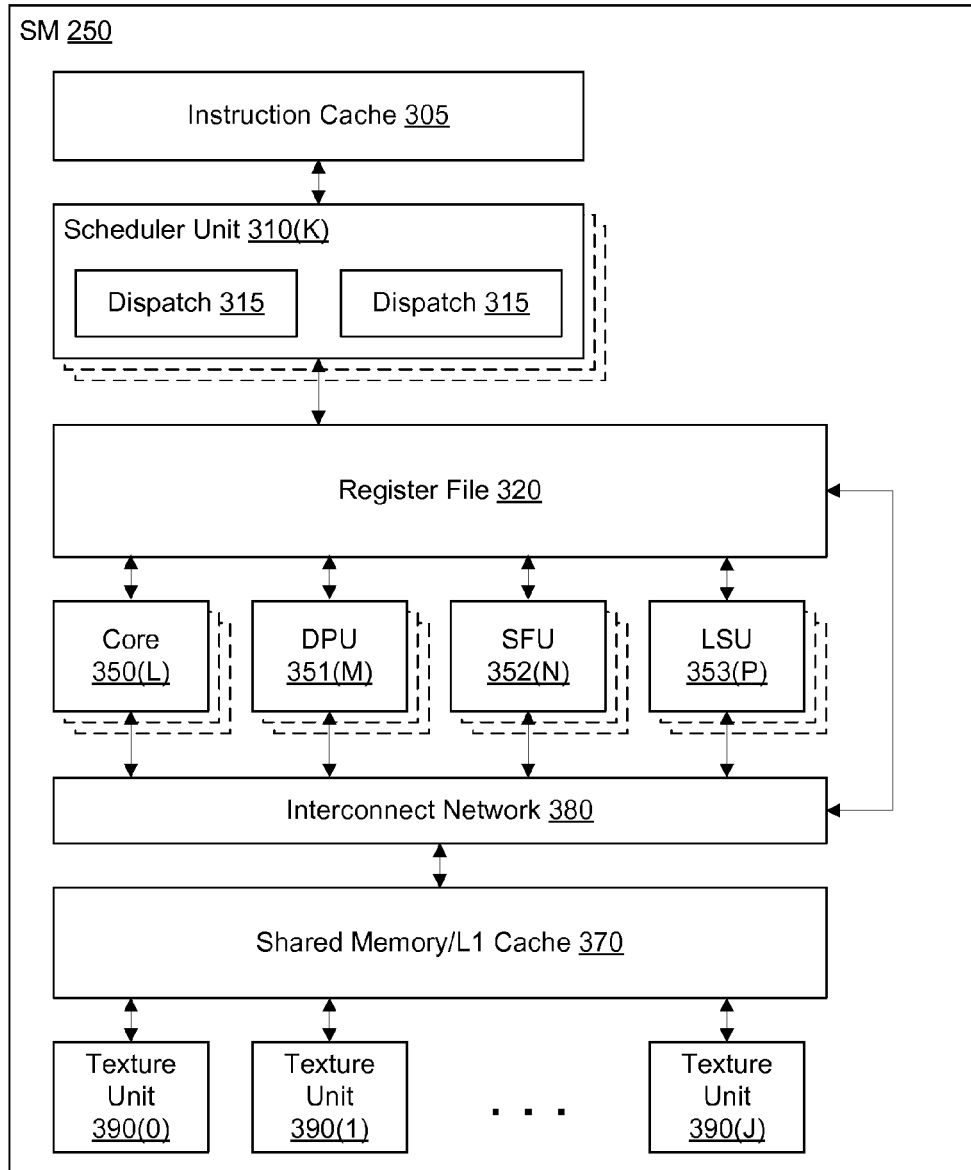 SM 250
Instruction Cache 305
Scheduler Unit 310(K)
Dispatch 315
Dispatch 315
Register File 320
Core
350(L)
DPU
351(M)
SFU
352(N)
LSU
353(P)
Interconnect Network 380
Shared Memory/L1 Cache 370
Texture
Unit
390(0)
Texture
Unit
390(1)
. . .
Texture
Unit
390(J)